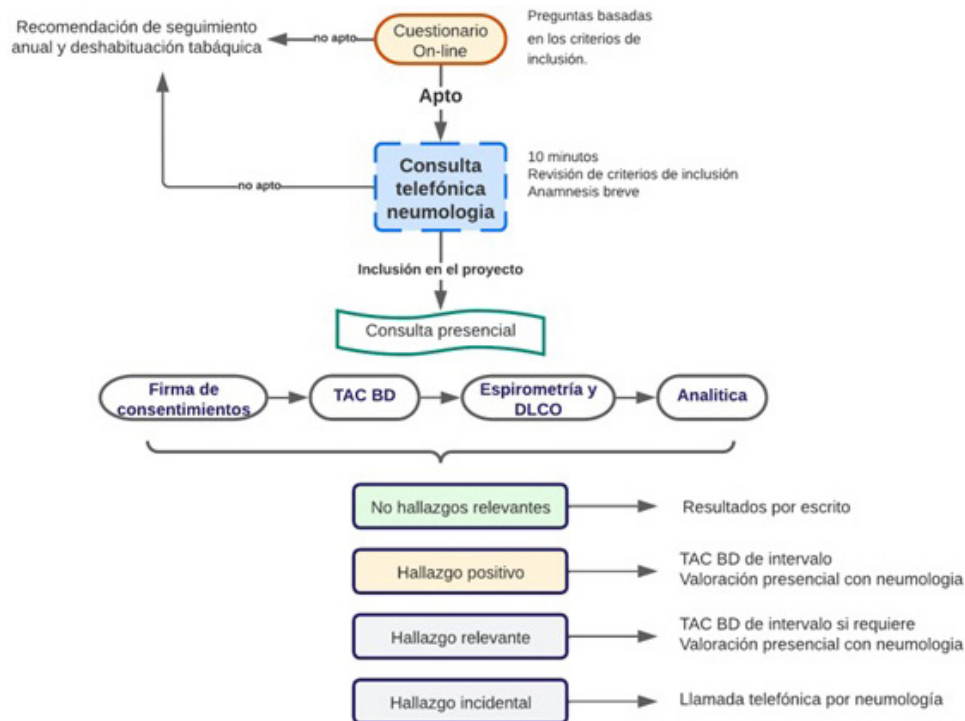 Recomendación de seguimiento
anual y deshabituación tabáquica
no apto
Cuestionario
On-line
Preguntas basadas
en los criterios de
inclusión.
Apto
no apto
Consulta
telefónica
neumologia
10 minutos
Revisión de criterios de inclusión
Anamnesis breve
Inclusión en el proyecto
Consulta presencial
Firma de
consentimientos
TAC BD
Espirometría y
DLCO
Analitica
No hallazgos relevantes
Resultados por escrito
Hallazgo positivo
TAC BD de intervalo
Valoración presencial con neumologia
Hallazgo relevante
TAC BD de intervalo si requiere
Valoración presencial con neumologia
Hallazgo incidental
Llamada telefónica por neumología